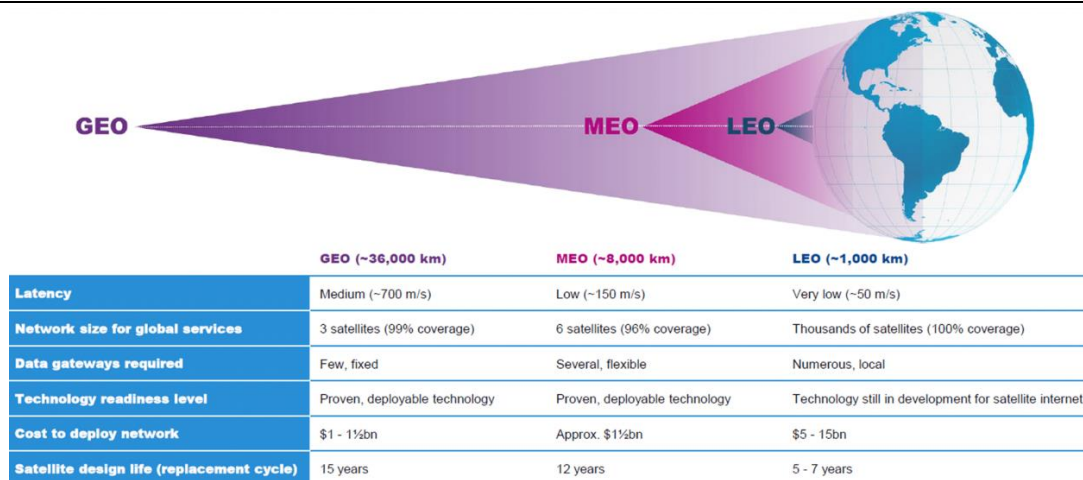 GEO MEO LEO
GEO (~36,000 km) MEO (~8,000 km) LEO (~1,000 km)
Latency Medium (~700 m/s) Low (~150 m/s) Very low (~50 m/s)
Network size for global services 3 satellites (99% coverage) 6 satellites (96% coverage) Thousands of satellites (100% coverage)
Data gateways required Few, fixed Several, flexible Numerous, local
Technology readiness level Proven, deployable technology Proven, deployable technology Technology still in development for satellite internet
Cost to deploy network $1 - 1½bn Approx. $1½bn $5 - 15bn
Satellite design life (replacement cycle) 15 years 12 years 5 - 7 years